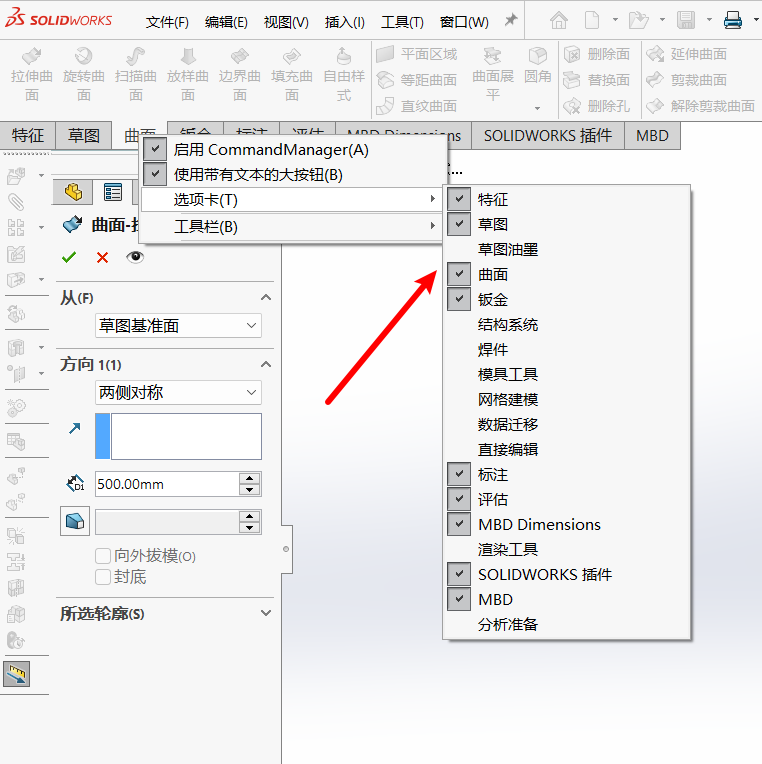 SOLIDWORKS 文件(F) 编辑(E) 视图(V) 插入(I) 工具(T) 窗口(W)
拉伸曲面 旋转曲面 扫描曲面 放样曲面 边界曲面 填充曲面 自由样式 平面区域 等距曲面 直纹曲面 曲面展平 圆角 删除面 替换面 删除孔 延伸曲面 剪裁曲面 解除剪裁曲面
特征 草图 曲面 钣金 标注 评估 MBD Dimensions SOLIDWORKS 插件 MBD
启用 CommandManager(A)
使用带有文本的大按钮(B)
选项卡(T)
工具栏(B)
...
特征
草图
草图油墨
曲面
钣金
结构系统
焊件
模具工具
网格建模
数据迁移
直接编辑
标注
评估
MBD Dimensions
渲染工具
SOLIDWORKS 插件
MBD
分析准备
曲面-
从(F)
草图基准面
方向 1(1)
两侧对称
D1
500.00mm
向外拔模(O)
封底
所选轮廓(S)